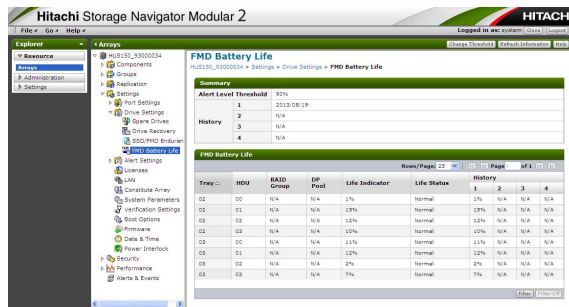 Hitachi Storage Navigator Modular 2
HITACH
File Go Help
Logged in as: system Close Logout
Explorer
Arrays
Change Threshold Refresh Information Help
Resource
Arrays
Administration
Settings
HUS150_93000034
Components
Groups
Replication
Settings
Port Settings
Drive Settings
Spare Drives
Drive Recovery
SSD/FMD Enduran
FMD Battery Life
Alert Settings
Licenses
LAN
Constitute Array
System Parameters
Verification Settings
Boot Options
Firmware
Date & Time
Power Interlock
Security
Performance
Alerts & Events
FMD Battery Life
HUS150_93000034 > Settings > Drive Settings > FMD Battery Life
Summary
Alert Level Threshold 90%
History
1 2013/08/19
2 N/A
3 N/A
4 N/A
FMD Battery Life
Rows/Page: 25 Page 1 of 1
Tray HDU RAID Group DP Pool Life Indicator Life Status History 1 2 3 4
02 00 N/A N/A 1% Normal 1% N/A N/A N/A
02 01 N/A N/A 19% Normal 19% N/A N/A N/A
02 02 N/A N/A 12% Normal 12% N/A N/A N/A
02 03 N/A N/A 10% Normal 10% N/A N/A N/A
03 00 N/A N/A 11% Normal 11% N/A N/A N/A
03 01 N/A N/A 12% Normal 12% N/A N/A N/A
03 02 N/A N/A 2% Normal 2% N/A N/A N/A
03 03 N/A N/A 7% Normal 7% N/A N/A N/A
Filter Filter Off